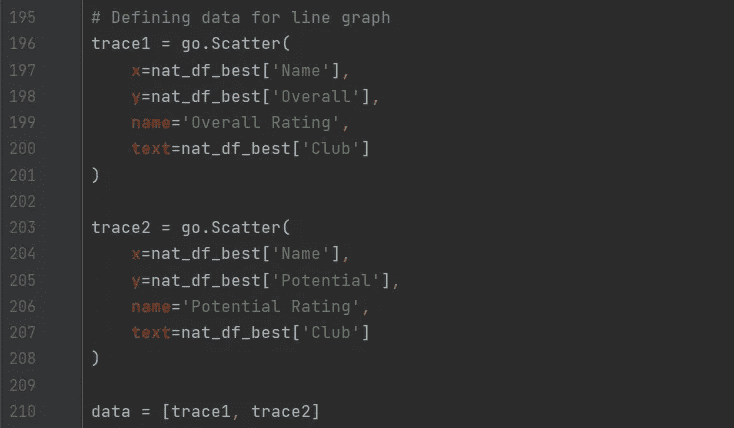 195 # Defining data for line graph
196 trace1 = go.Scatter(
197 x=nat_df_best['Name'],
198 y=nat_df_best['Overall'],
199 name='Overall Rating',
200 text=nat_df_best['Club']
201 )
202
203 trace2 = go.Scatter(
204 x=nat_df_best['Name'],
205 y=nat_df_best['Potential'],
206 name='Potential Rating',
207 text=nat_df_best['Club']
208 )
209
210 data = [trace1, trace2]